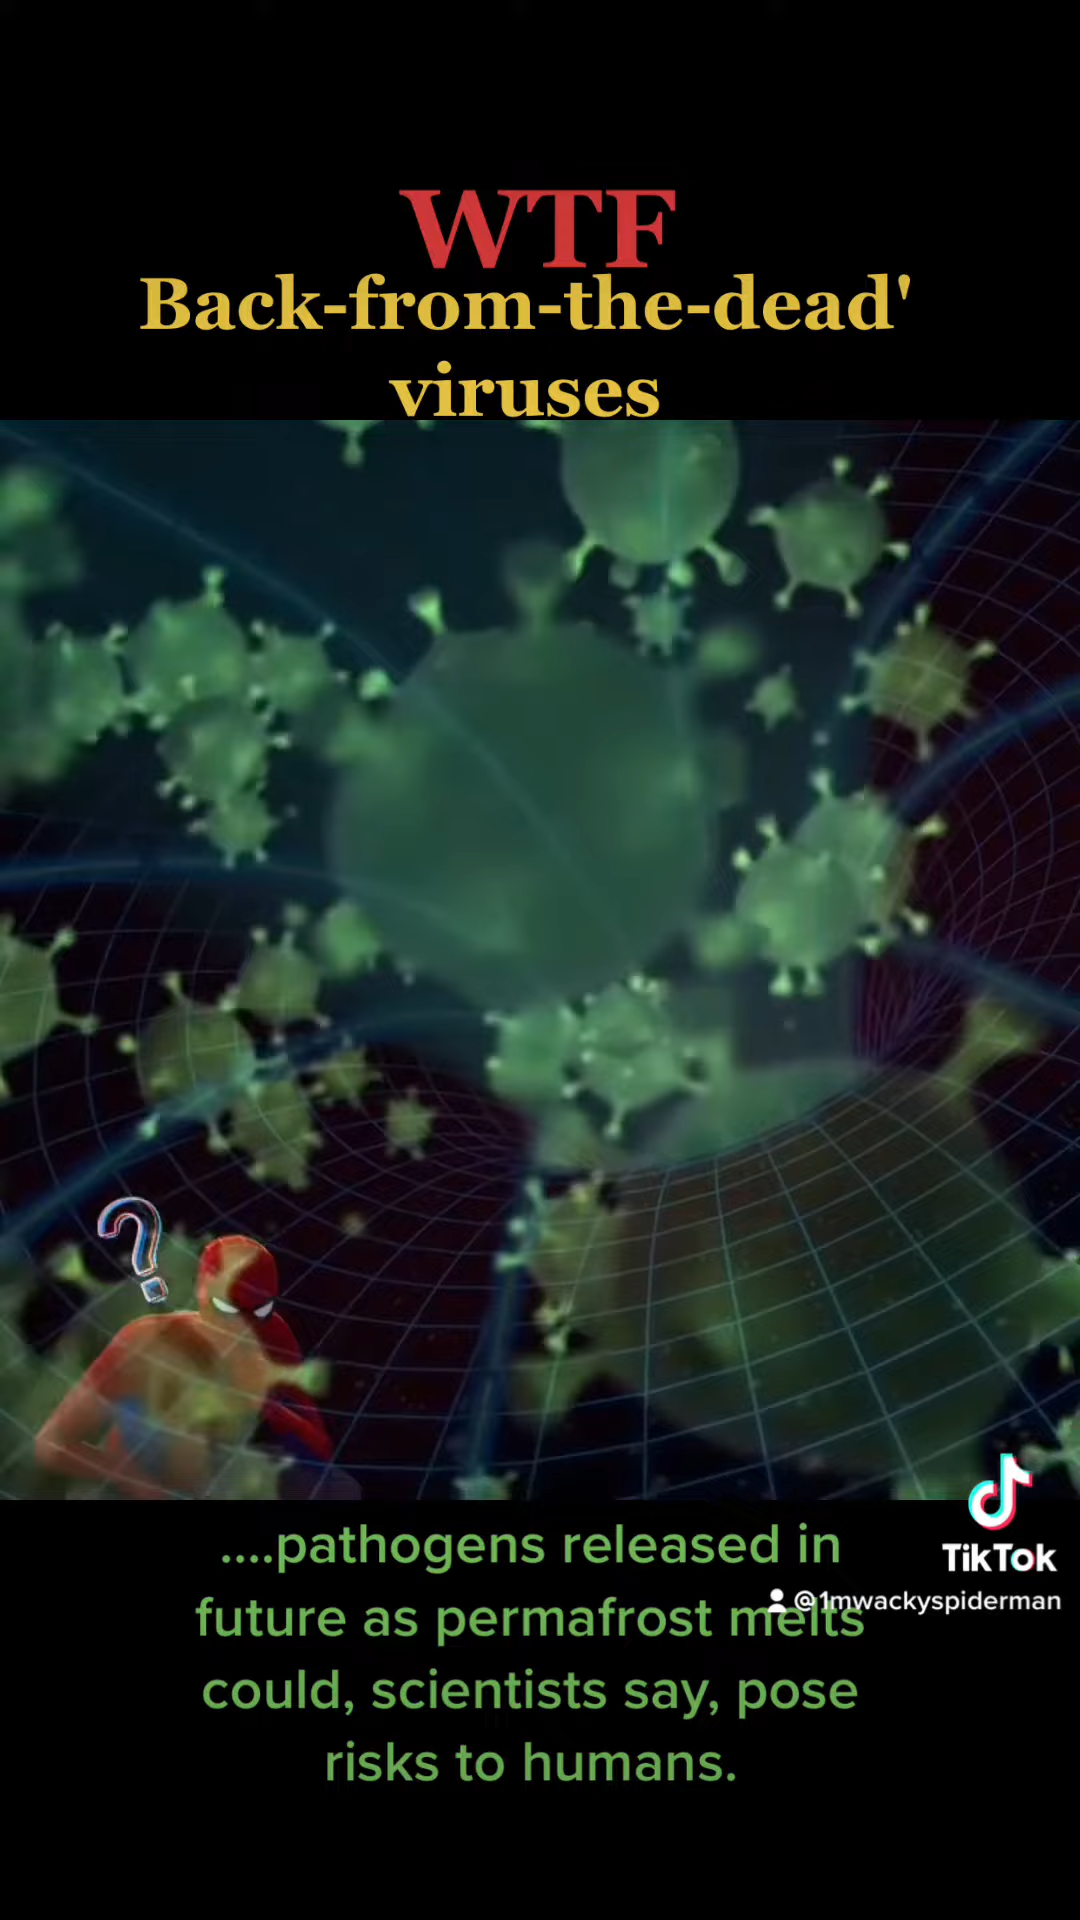 WTF
Back-from-the-dead'
viruses
?
....pathogens released in
future as permafrost melts
could, scientists say, pose
risks to humans.
TikTok
@1mwackyspiderman